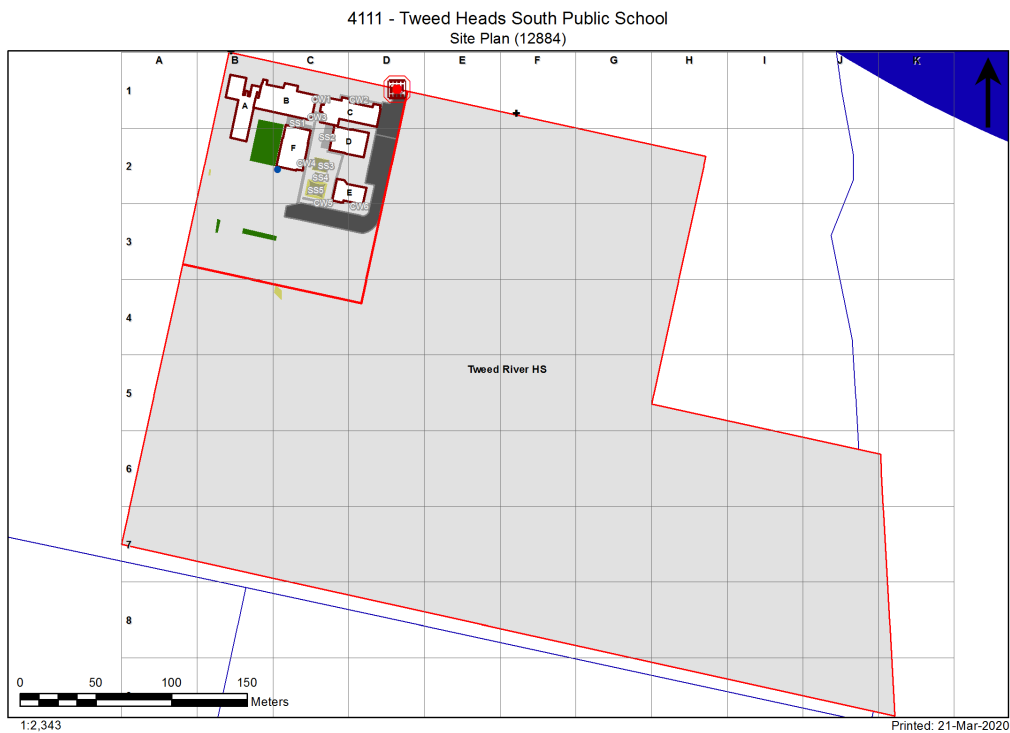 4111 - Tweed Heads South Public School
Site Plan (12884)
A B C D E F G H I J K
1
2
3
4
5
6
7
8
A
B
C
D
E
F
CW1
CW2
CW3
SS1
SS2
SS3
SS4
SS5
CW5
Tweed River HS
0 50 100 150
Meters
1:2,343
Printed: 21-Mar-2020